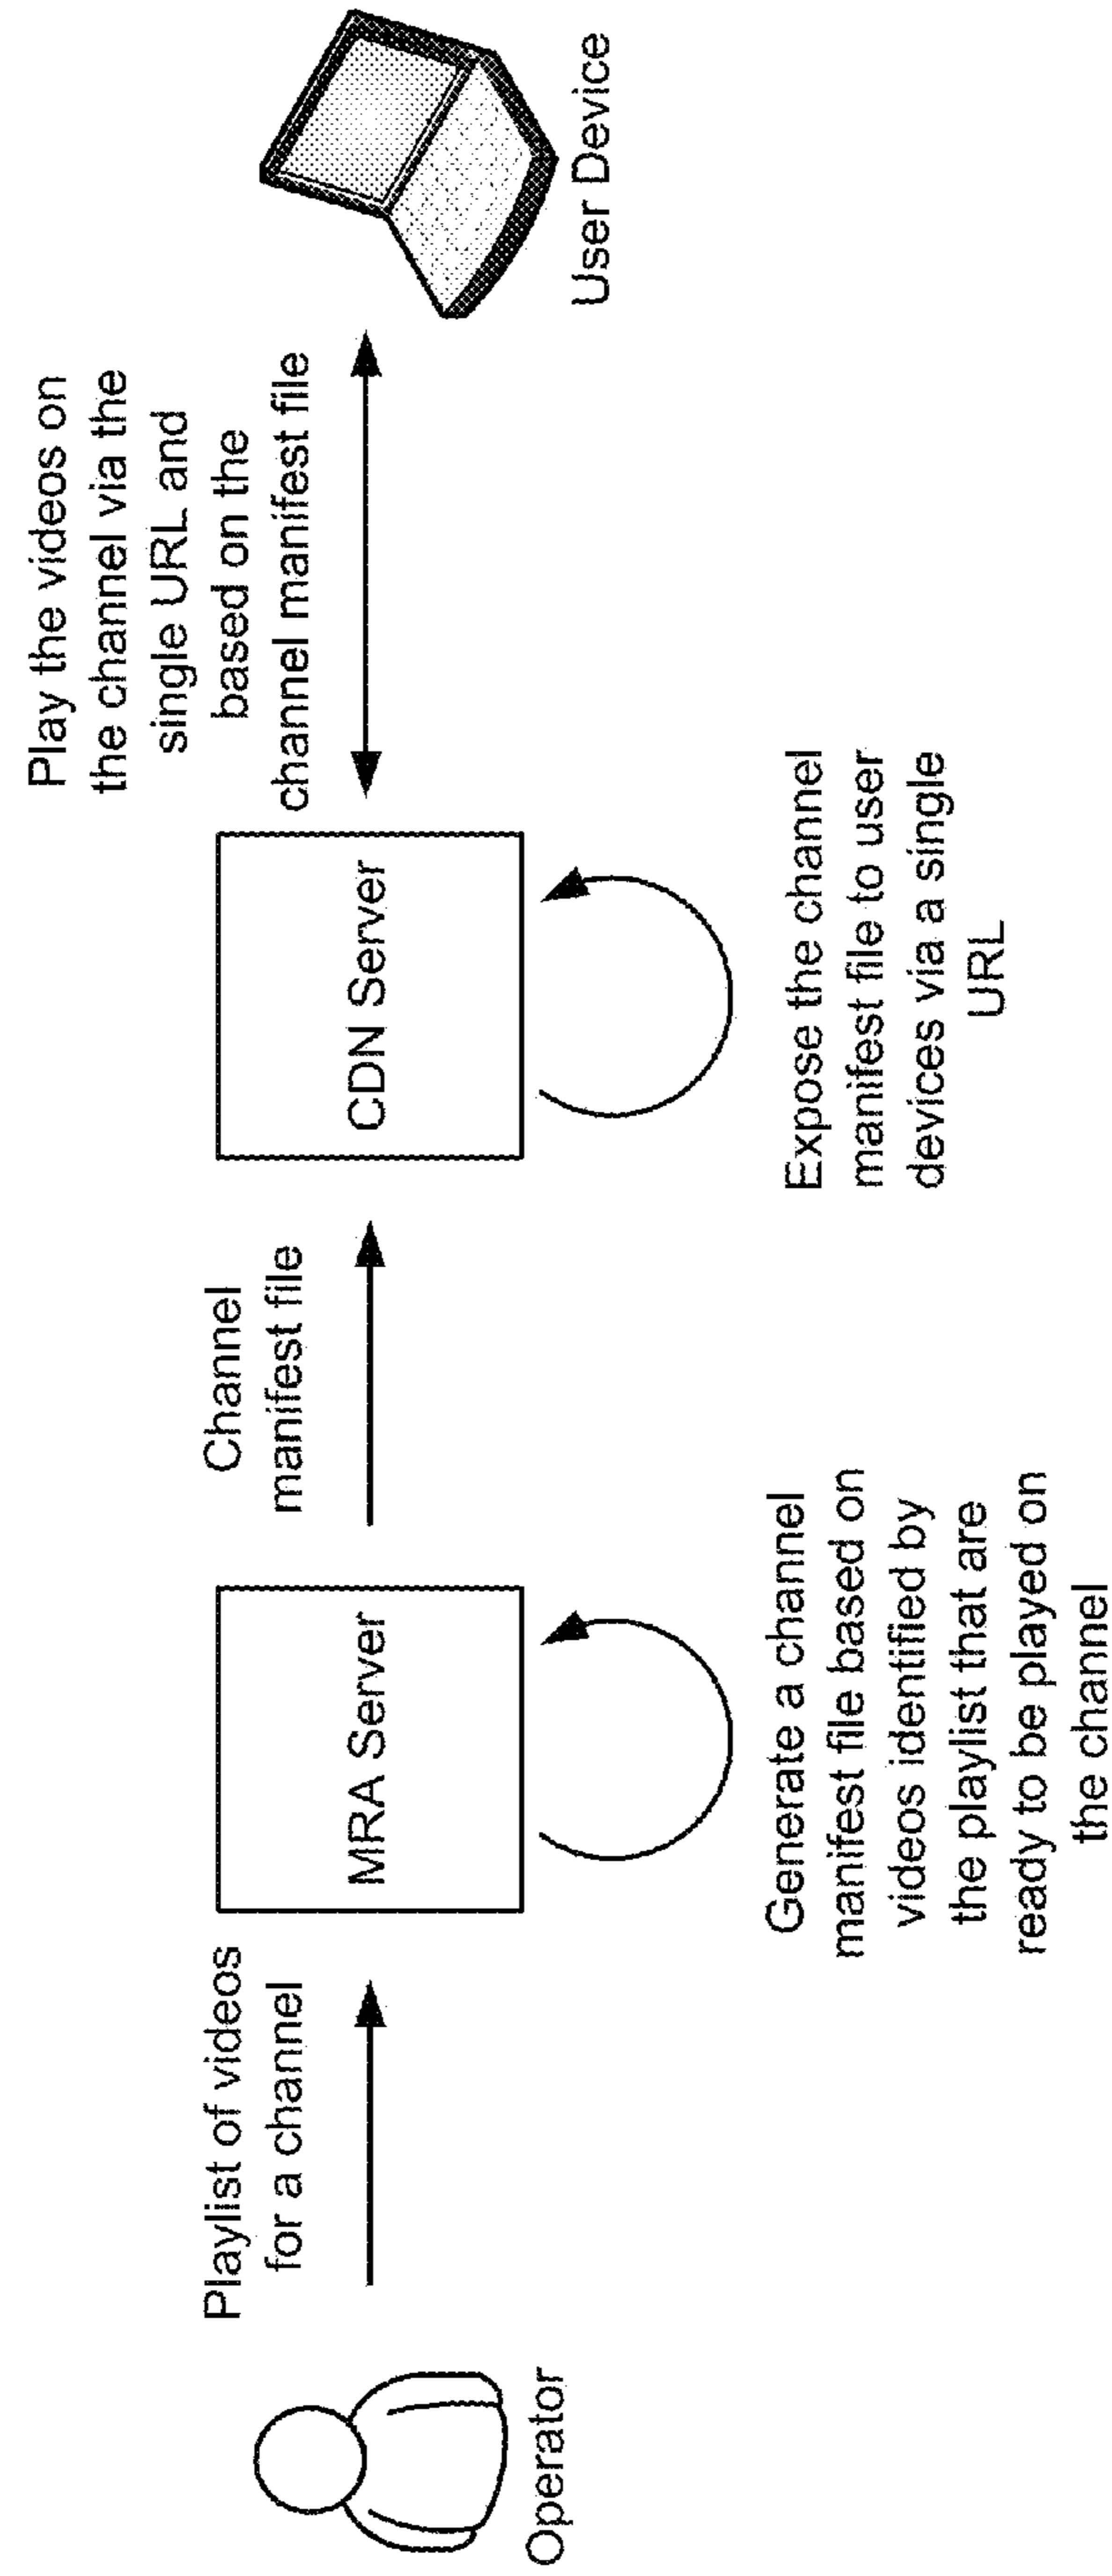 Playlist of videos
for a channel
Channel
manifest file
Play the videos on
the channel via the
single URL and
based on the
channel manifest file
Operator
MRA Server
CDN Server
User Device
Generate a channel
manifest file based on
videos identified by
the playlist that are
ready to be played on
the channel
Expose the channel
manifest file to user
devices via a single
URL